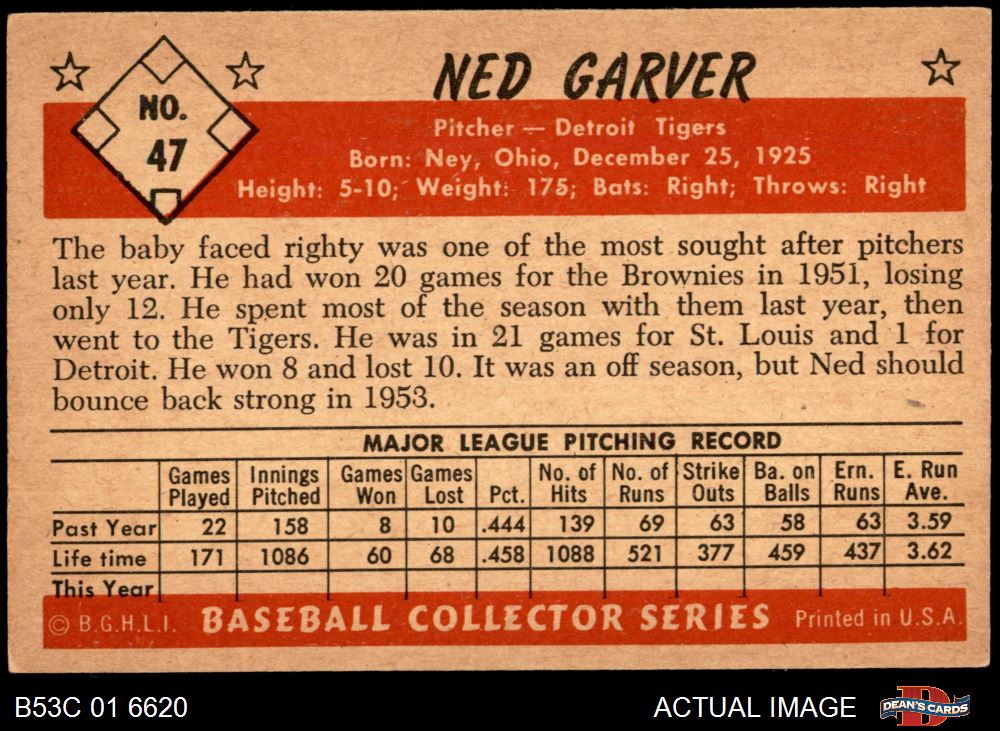 NED GARVER
NO.
47
Pitcher — Detroit Tigers
Born: Ney, Ohio, December 25, 1925
Height: 5-10; Weight: 175; Bats: Right; Throws: Right
The baby faced righty was one of the most sought after pitchers
last year. He had won 20 games for the Brownies in 1951, losing
only 12. He spent most of the season with them last year, then
went to the Tigers. He was in 21 games for St. Louis and 1 for
Detroit. He won 8 and lost 10. It was an off season, but Ned should
bounce back strong in 1953.
MAJOR LEAGUE PITCHING RECORD
Games Played Innings Pitched Games Won Games Lost Pct. No. of Hits No. of Runs Strike Outs Ba. on Balls Ern. Runs E. Run Ave.
Past Year 22 158 8 10 .444 139 69 63 58 63 3.59
Life time 171 1086 60 68 .458 1088 521 377 459 437 3.62
This Year
© B.G.H.L.I. BASEBALL COLLECTOR SERIES Printed in U.S.A.
B53C 01 6620 ACTUAL IMAGE DEAN'S CARDS